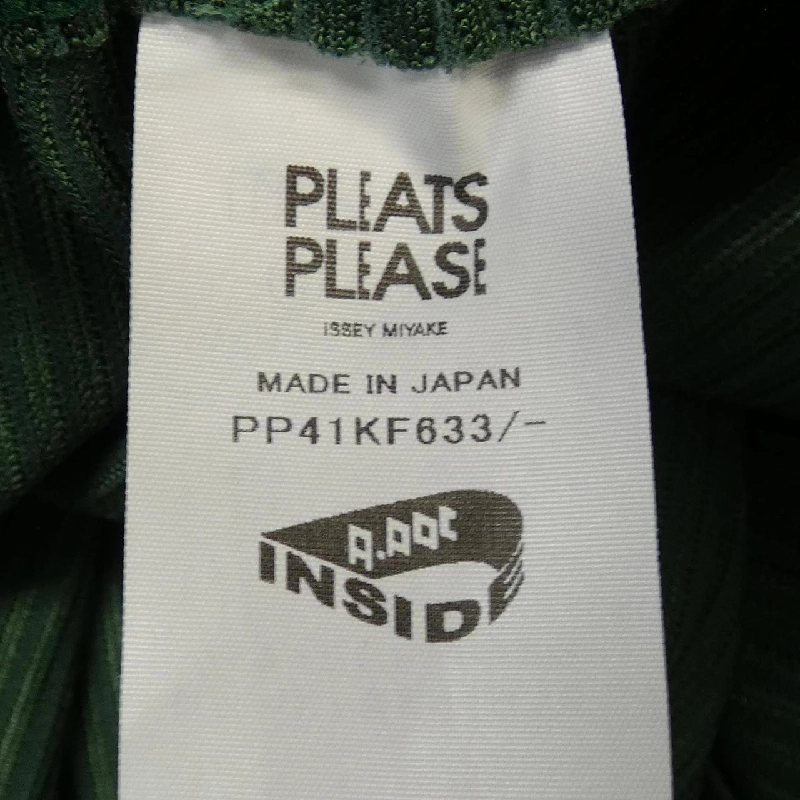 PLEATS
PLEASE
ISSEY MIYAKE
MADE IN JAPAN
PP41KF633/-
A.POC
INSIDE